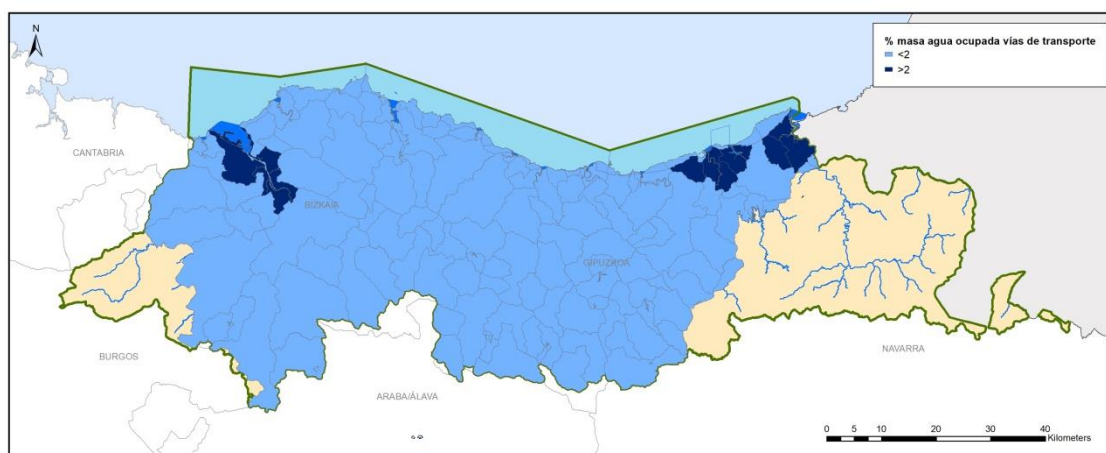 N
% masa agua ocupada vías de transporte
<2
>2
CANTABRIA
BIZKAIA
GIPUZKOA
NAVARRA
BURGOS
ARABA/ÁLAVA
0 5 10 20 30 40
Kilometers